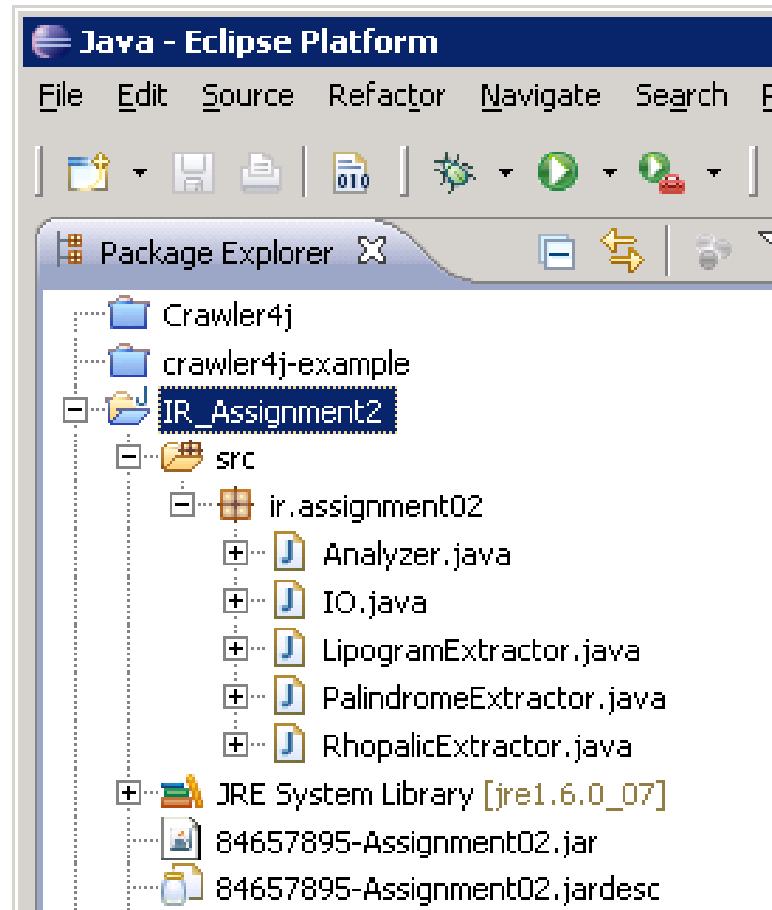 Java - Eclipse Platform
File Edit Source Refactor Navigate Search
010
Package Explorer
Crawler4j
crawler4j-example
IR_Assignment2
src
ir.assignment02
Analyzer.java
IO.java
LipogramExtractor.java
PalindromeExtractor.java
RhopalicExtractor.java
JRE System Library [jre1.6.0_07]
84657895-Assignment02.jar
84657895-Assignment02.jardesc